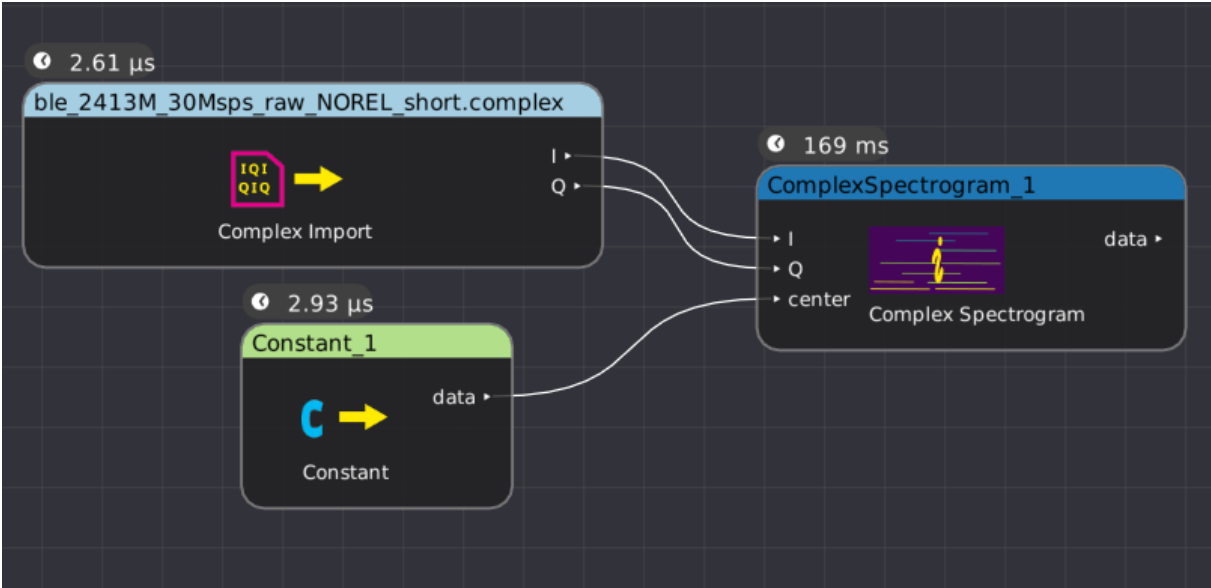 2.61 µs
ble_2413M_30Msps_raw_NOREL_short.complex
IQI
QIQ
I
Q
Complex Import
169 ms
ComplexSpectrogram_1
I
Q
center
data
Complex Spectrogram
2.93 µs
Constant_1
data
C
Constant